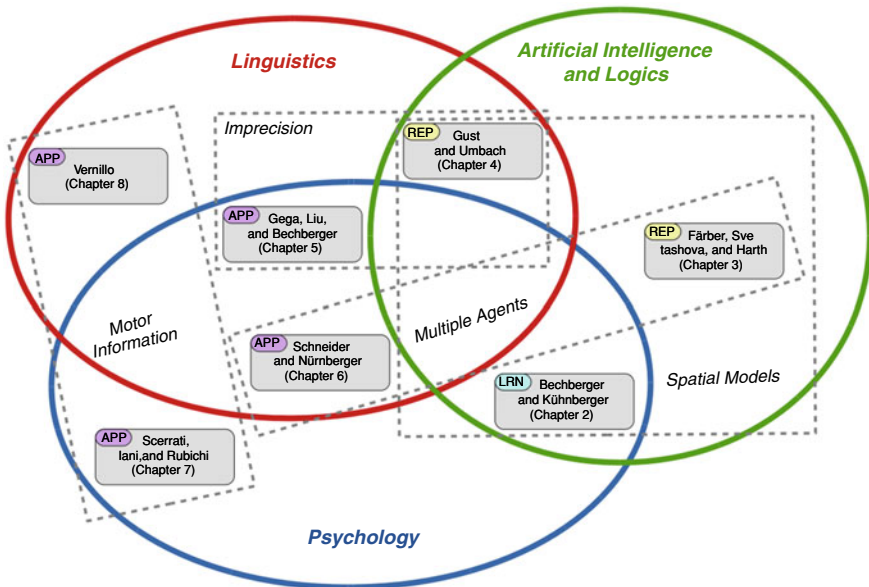 Linguistics
Artificial Intelligence
and Logics
Imprecision
REP
Gust
and Umbach
(Chapter 4)
APP
Vernillo
(Chapter 8)
APP
Gega, Liu,
and Bechberger
(Chapter 5)
REP
Färber, Sve
tashova, and Harth
(Chapter 3)
Motor
Information
Multiple Agents
APP
Schneider
and Nürnberger
(Chapter 6)
LRN
Bechberger
and Kühnberger
(Chapter 2)
Spatial Models
APP
Scerrati,
Iani,and Rubichi
(Chapter 7)
Psychology